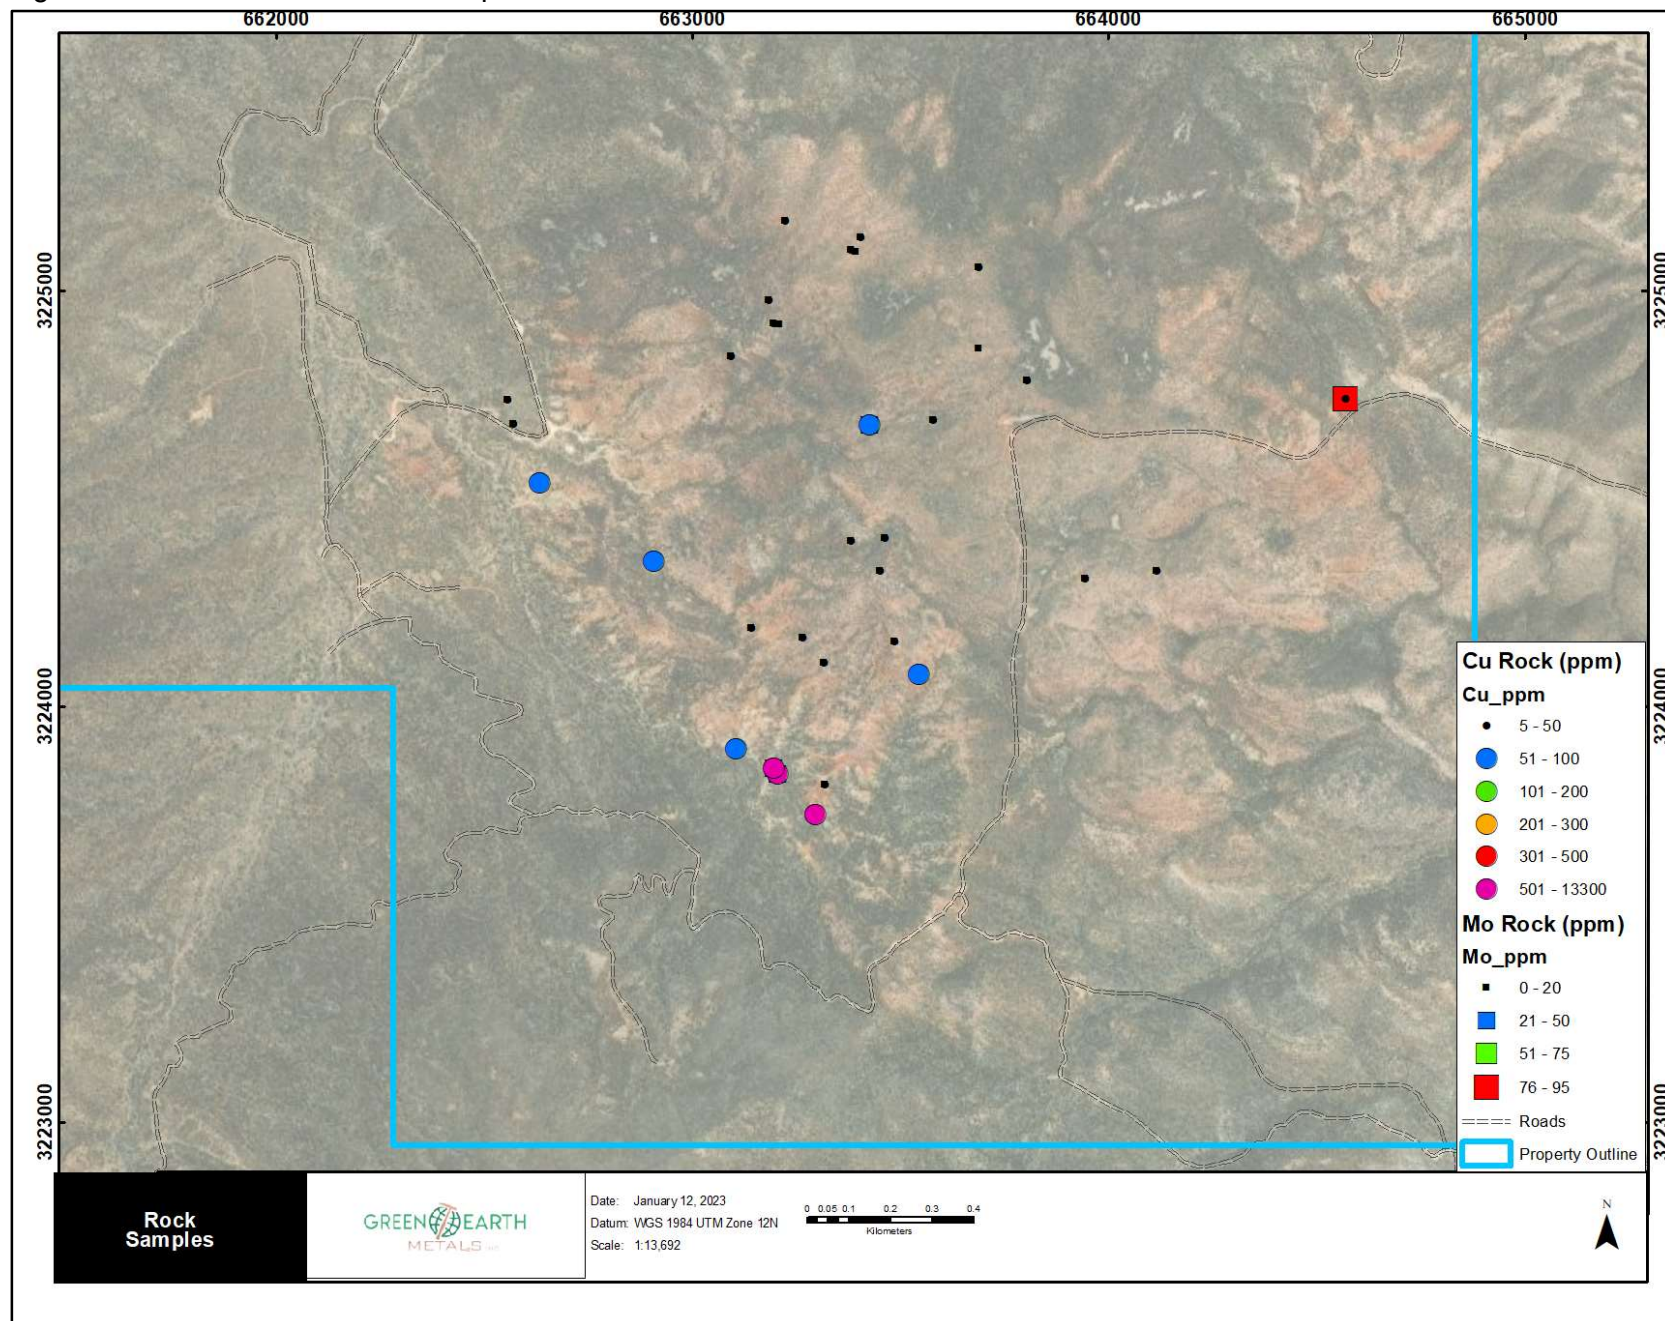 662000
663000
664000
665000
3225000
3225000
3224000
3224000
3223000
3223000
Cu Rock (ppm)
Cu_ppm
5 - 50
51 - 100
101 - 200
201 - 300
301 - 500
501 - 13300
Mo Rock (ppm)
Mo_ppm
0 - 20
21 - 50
51 - 75
76 - 95
Roads
Property Outline
Rock
Samples
GREEN EARTH
METALS
Date: January 12, 2023
Datum: WGS 1984 UTM Zone 12N
Scale: 1:13,692
0 0.05 0.1 0.2 0.3 0.4
Kilometers
N